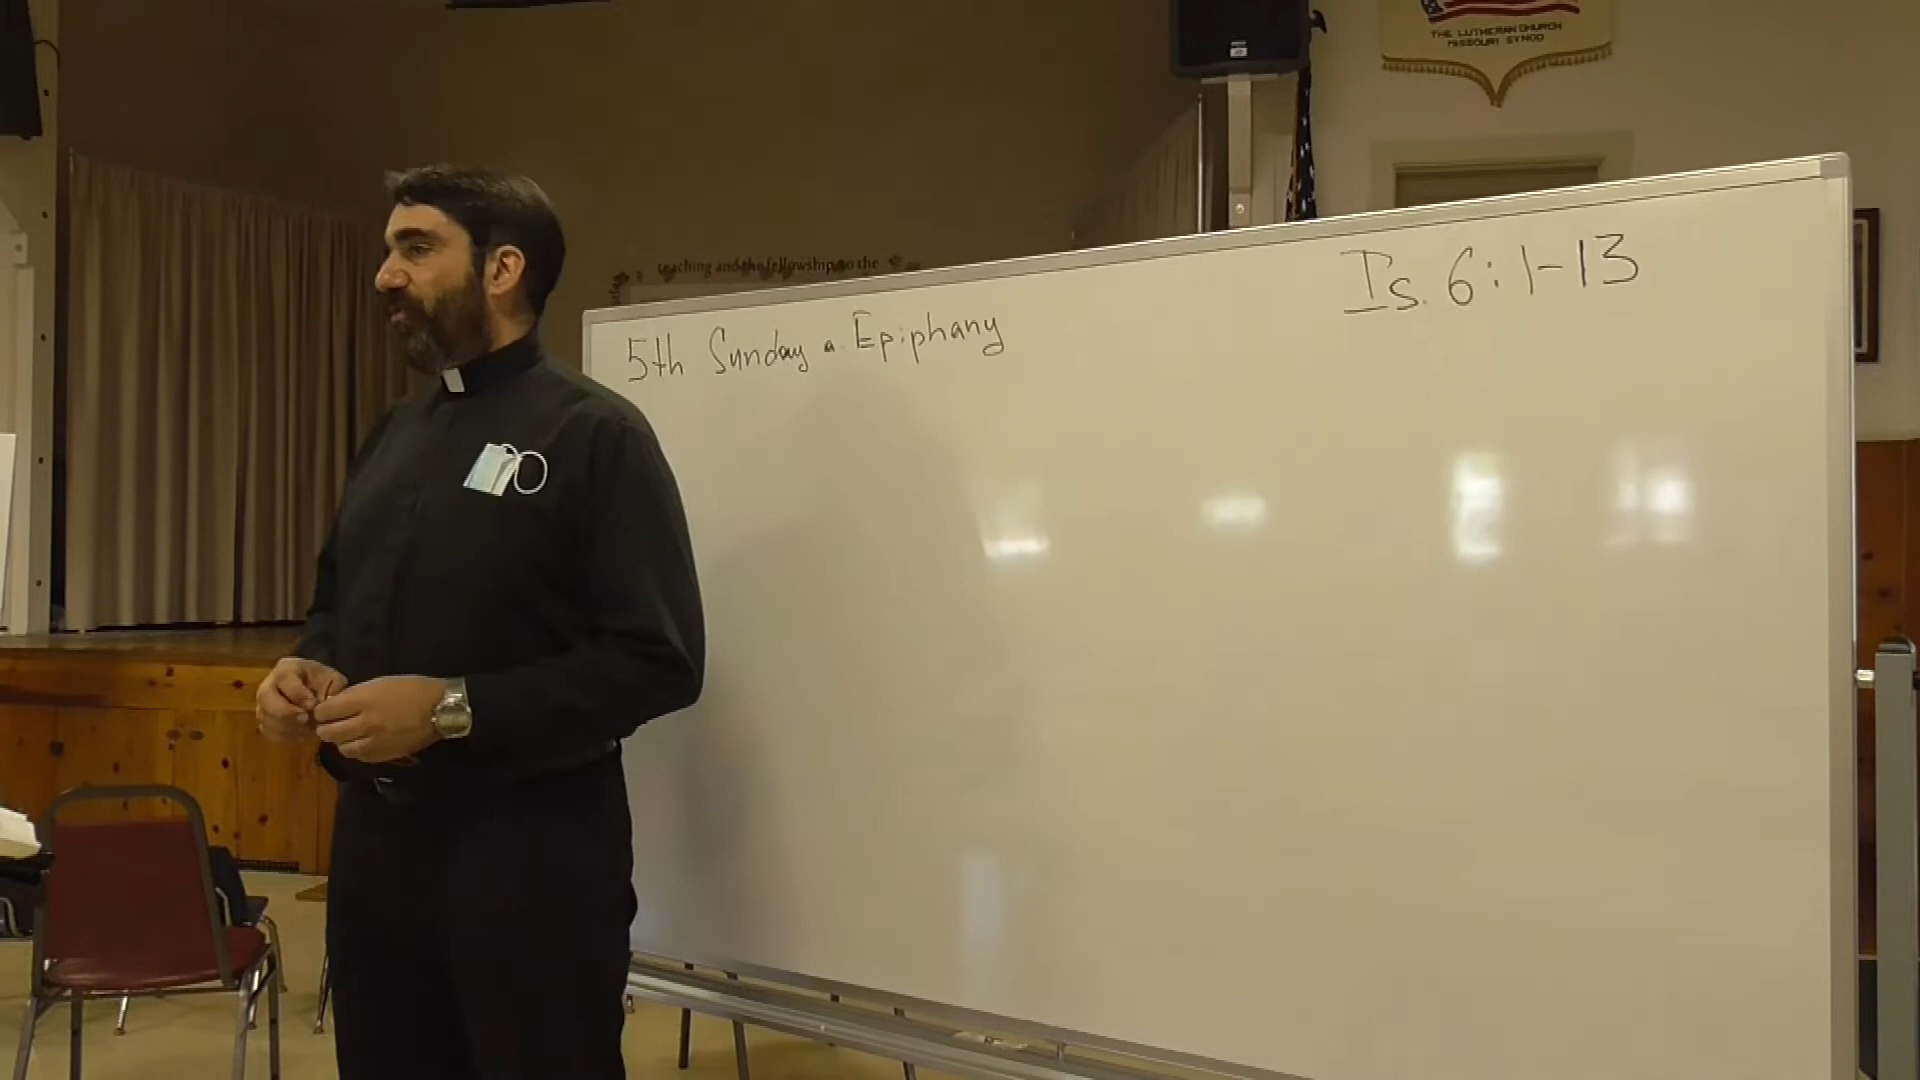 THE LUTHERAN CHURCH
MISSOURI SYNOD
teaching and the fellowship, to the
Is. 6:1-13
5th Sunday a. Epiphany